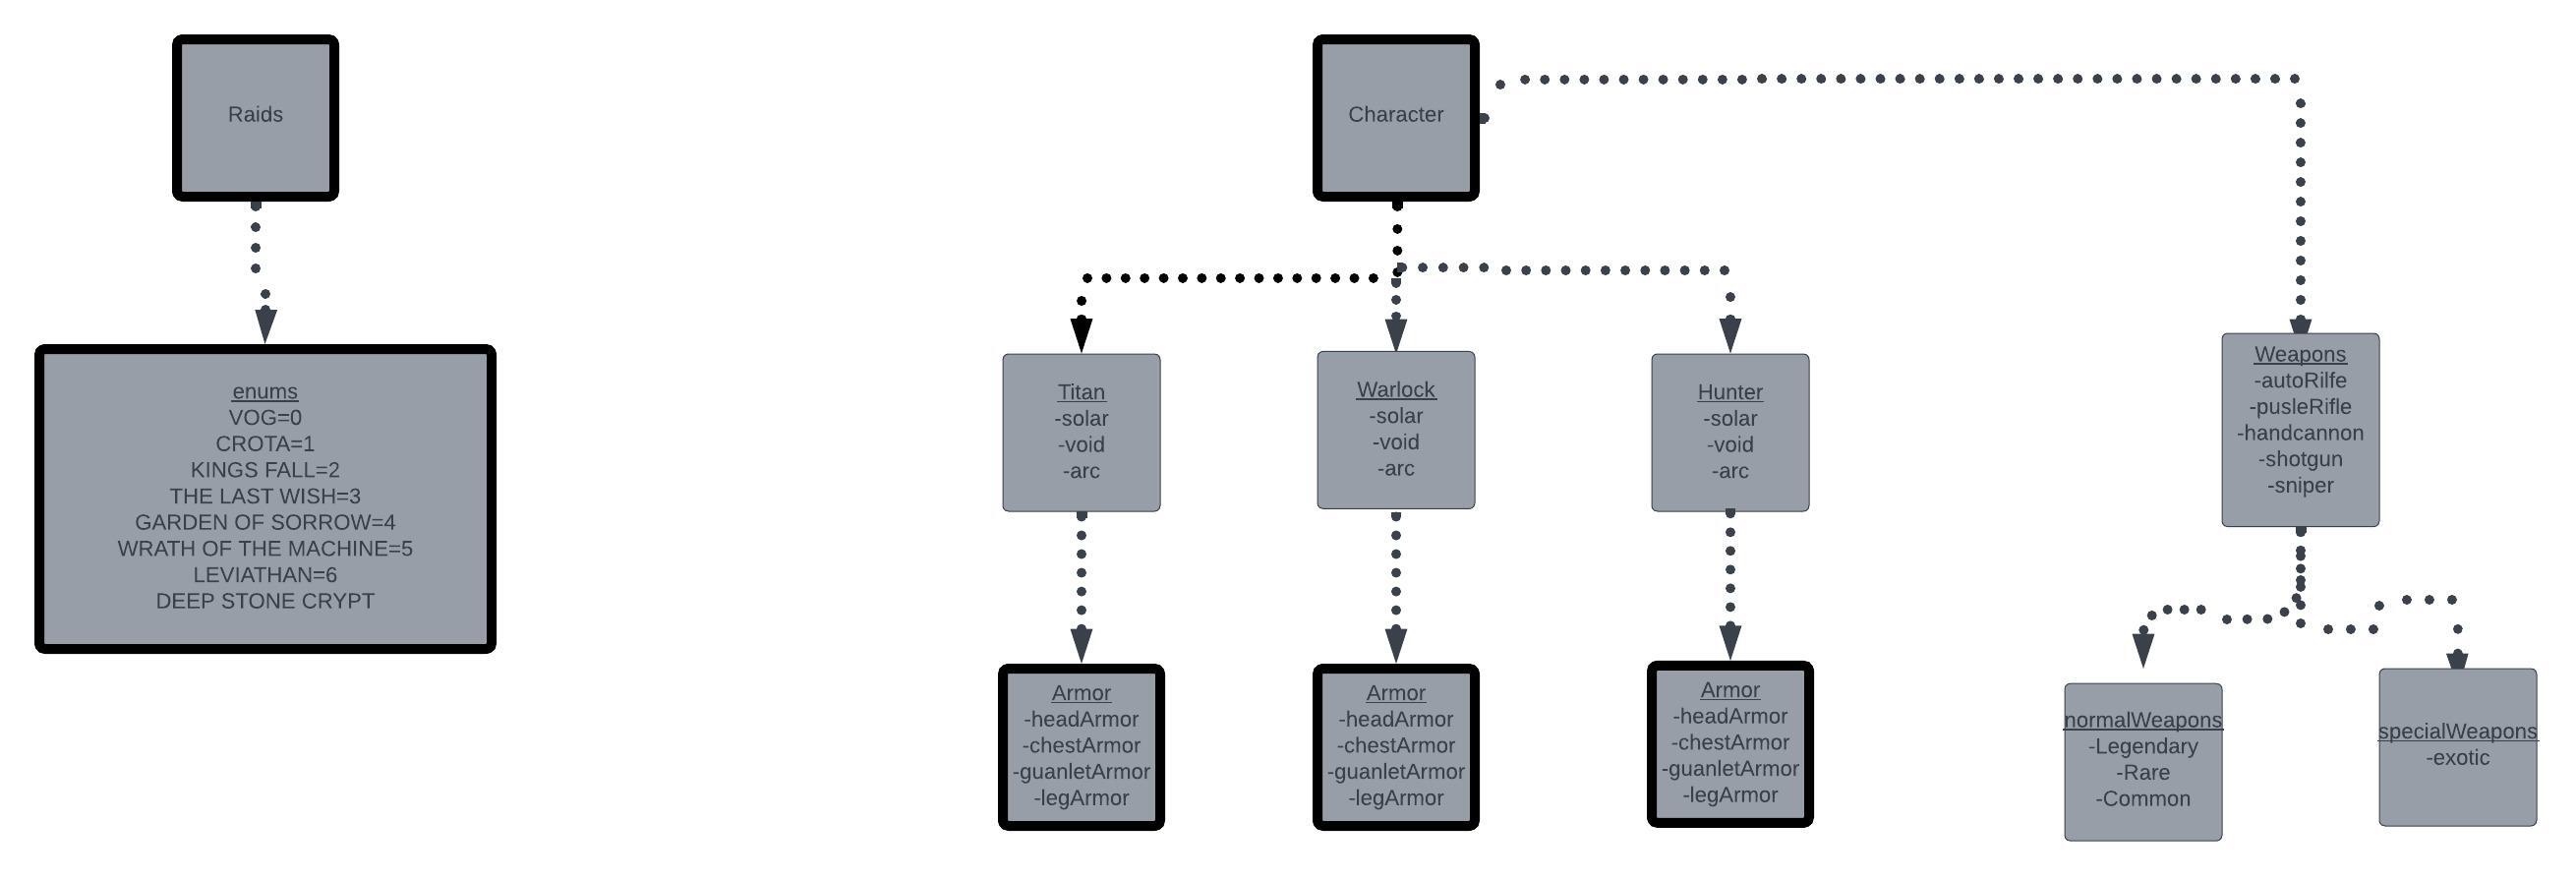 Raids
Character
enums
VOG=0
CROTA=1
KINGS FALL=2
THE LAST WISH=3
GARDEN OF SORROW=4
WRATH OF THE MACHINE=5
LEVIATHAN=6
DEEP STONE CRYPT
Titan
-solar
-void
-arc
Warlock
-solar
-void
-arc
Hunter
-solar
-void
-arc
Weapons
-autoRilfe
-pusleRifle
-handcannon
-shotgun
-sniper
Armor
-headArmor
-chestArmor
-guanletArmor
-legArmor
Armor
-headArmor
-chestArmor
-guanletArmor
-legArmor
Armor
-headArmor
-chestArmor
-guanletArmor
-legArmor
normalWeapons
-Legendary
-Rare
-Common
specialWeapons
-exotic